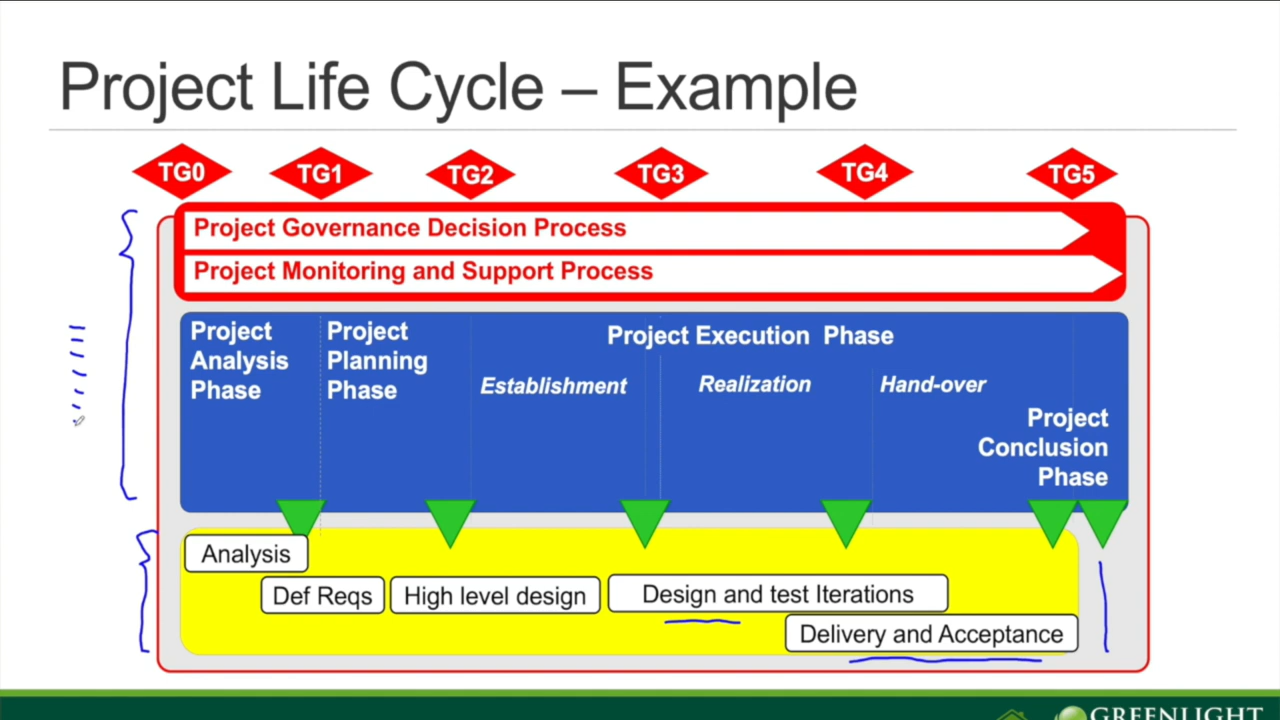 Project Life Cycle – Example
TG0 TG1 TG2 TG3 TG4 TG5
Project Governance Decision Process
Project Monitoring and Support Process
Project
Analysis
Phase
Project
Planning
Phase
Project Execution Phase
Establishment Realization Hand-over
Project
Conclusion
Phase
Analysis
Def Reqs High level design Design and test Iterations
Delivery and Acceptance
GREENLIGHT